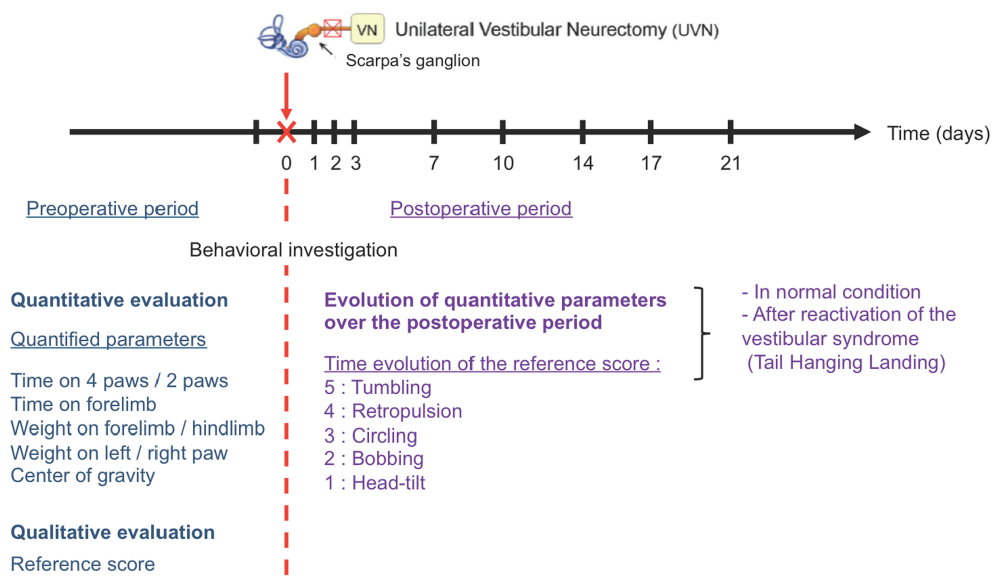 VN
Unilateral Vestibular Neurectomy (UVN)
Scarpa's ganglion
Time (days)
0 1 2 3 7 10 14 17 21
Preoperative period
Postoperative period
Behavioral investigation
Quantitative evaluation
Quantified parameters
Time on 4 paws / 2 paws
Time on forelimb
Weight on forelimb / hindlimb
Weight on left / right paw
Center of gravity
Qualitative evaluation
Reference score
Evolution of quantitative parameters
over the postoperative period
Time evolution of the reference score :
5 : Tumbling
4 : Retropulsion
3 : Circling
2 : Bobbing
1 : Head-tilt
- In normal condition
- After reactivation of the
vestibular syndrome
(Tail Hanging Landing)